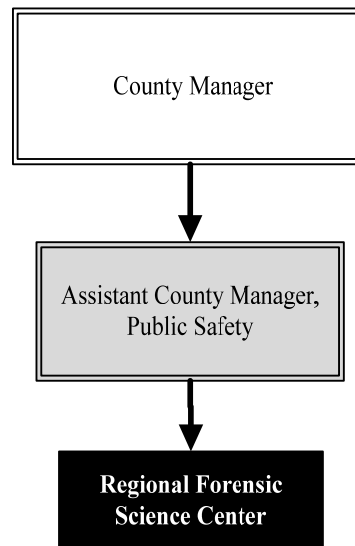 County Manager
Assistant County Manager,
Public Safety
Regional Forensic
Science Center